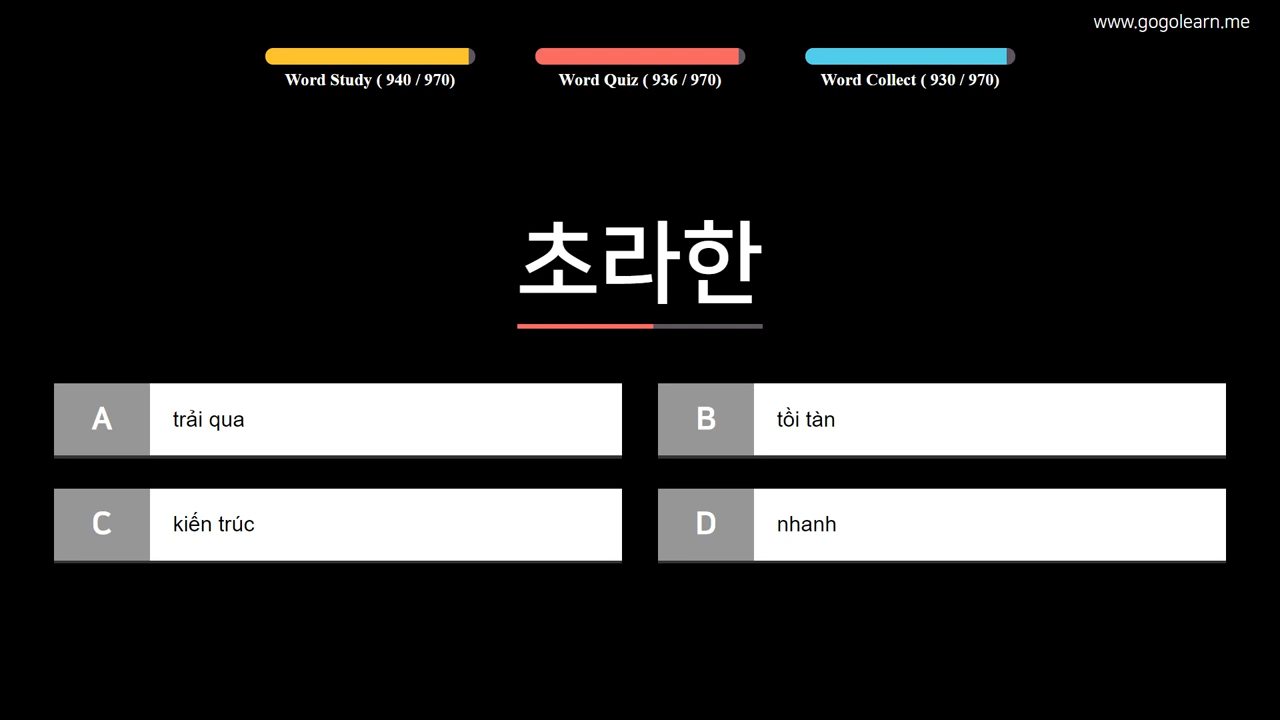 www.gogolearn.me
Word Study ( 940 / 970)
Word Quiz ( 936 / 970)
Word Collect ( 930 / 970)
초라한
A trải qua
B tồi tàn
C kiến trúc
D nhanh